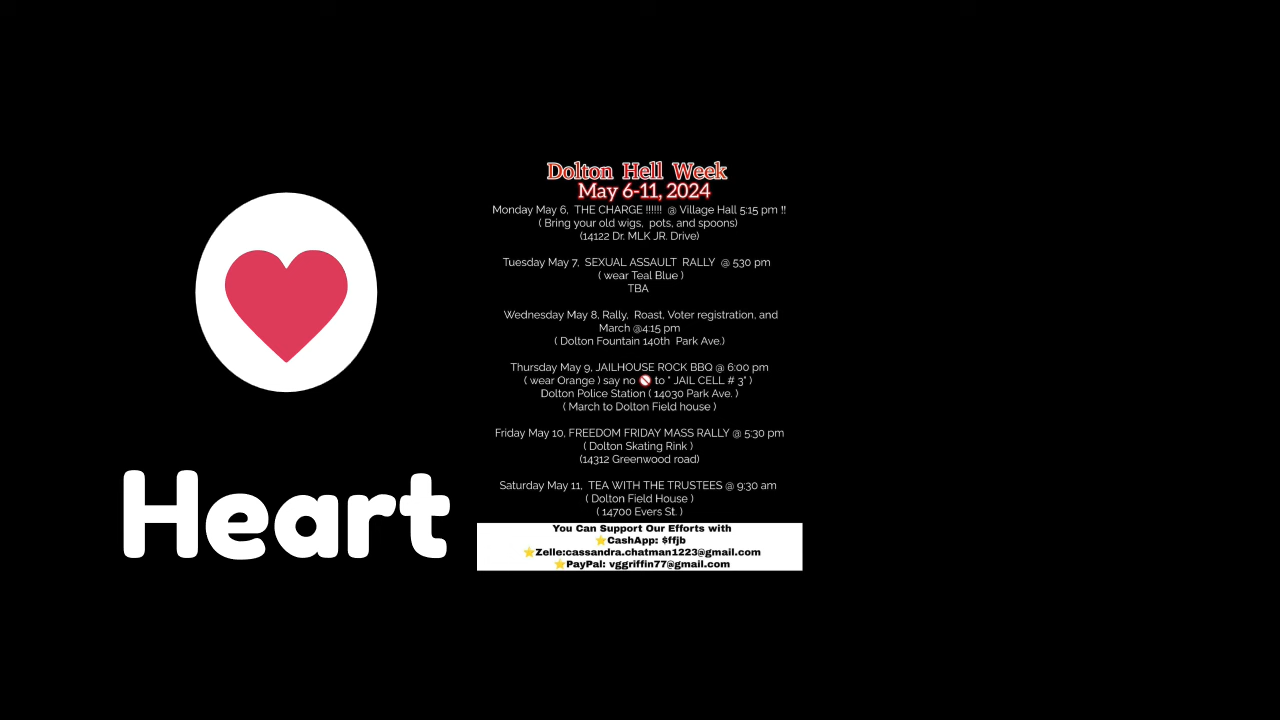 Heart
Dolton Hell Week
May 6-11, 2024
Monday May 6, THE CHARGE !!!!!! @ Village Hall 5:15 pm !!
( Bring your old wigs, pots, and spoons)
(14122 Dr. MLK JR. Drive)
Tuesday May 7, SEXUAL ASSAULT RALLY @ 530 pm
( wear Teal Blue )
TBA
Wednesday May 8, Rally, Roast, Voter registration, and
March @4:15 pm
( Dolton Fountain 140th Park Ave.)
Thursday May 9, JAILHOUSE ROCK BBQ @ 6:00 pm
( wear Orange ) say no 🚫 to " JAIL CELL # 3" )
Dolton Police Station ( 14030 Park Ave. )
( March to Dolton Field house )
Friday May 10, FREEDOM FRIDAY MASS RALLY @ 5:30 pm
( Dolton Skating Rink )
(14312 Greenwood road)
Saturday May 11, TEA WITH THE TRUSTEES @ 9:30 am
( Dolton Field House )
( 14700 Evers St. )
You Can Support Our Efforts with
⭐CashApp: $ffjb
⭐Zelle:cassandra.chatman1223@gmail.com
⭐PayPal: vggriffin77@gmail.com